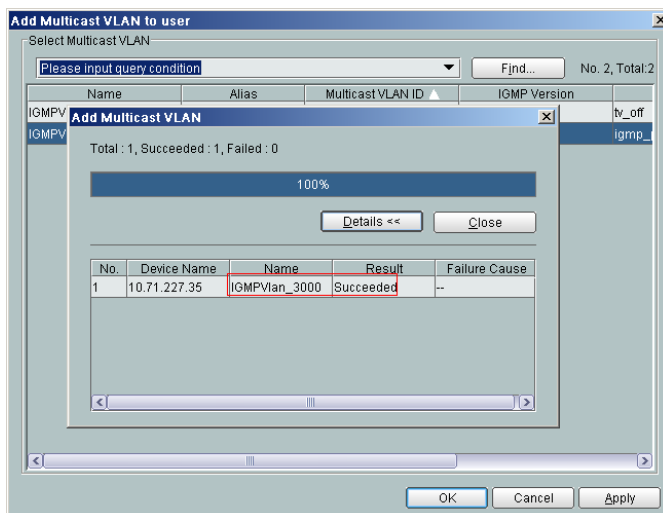 Add Multicast VLAN to user
Select Multicast VLAN
Please input query condition
Find...
No. 2, Total:2
Name Alias Multicast VLAN ID IGMP Version
IGMPV tv_off
IGMPV igmp_
Add Multicast VLAN
Total : 1, Succeeded : 1, Failed : 0
100%
Details <<
Close
No. Device Name Name Result Failure Cause
1 10.71.227.35 IGMPVlan_3000 Succeeded --
OK Cancel Apply